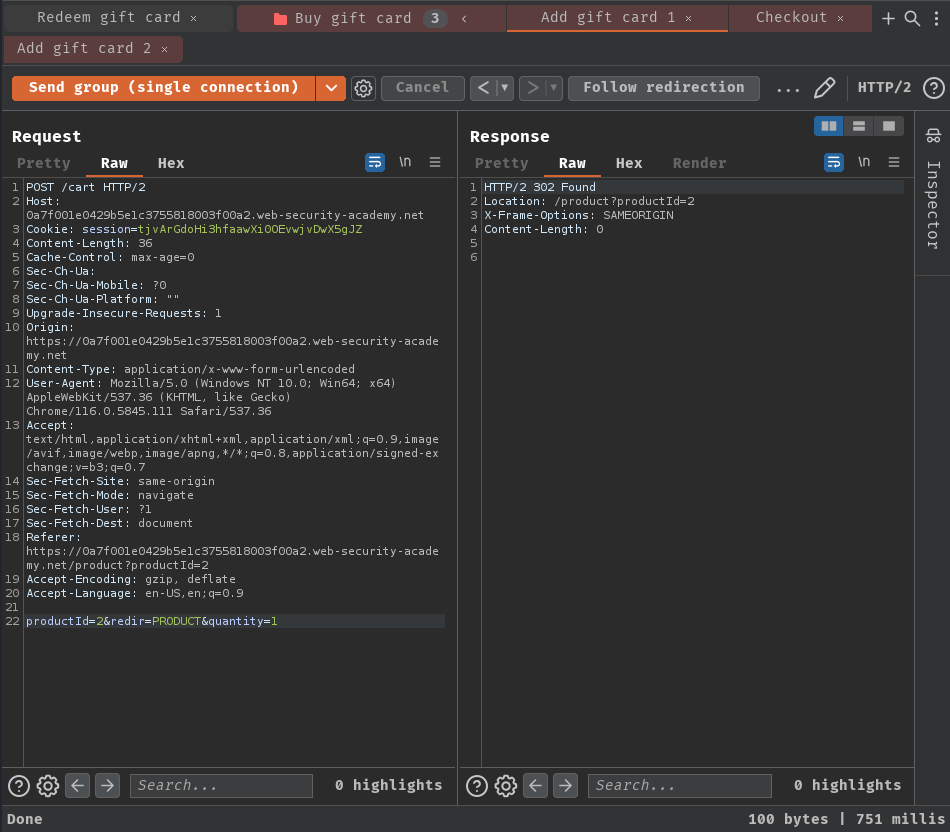 Redeem gift card ×
Buy gift card 3 ‹
Add gift card 1 ×
Checkout ×
Add gift card 2 ×
Send group (single connection)
Cancel
Follow redirection
...
HTTP/2
Request
Pretty Raw Hex
\n
1 POST /cart HTTP/2
2 Host:
0a7f001e0429b5e1c3755818003f00a2.web-security-academy.net
3 Cookie: session=tjvArGdoHi3hfaawXi0OEvwjvDwX5gJZ
4 Content-Length: 36
5 Cache-Control: max-age=0
6 Sec-Ch-Ua:
7 Sec-Ch-Ua-Mobile: ?0
8 Sec-Ch-Ua-Platform: ""
9 Upgrade-Insecure-Requests: 1
10 Origin:
https://0a7f001e0429b5e1c3755818003f00a2.web-security-acade
my.net
11 Content-Type: application/x-www-form-urlencoded
12 User-Agent: Mozilla/5.0 (Windows NT 10.0; Win64; x64)
AppleWebKit/537.36 (KHTML, like Gecko)
Chrome/116.0.5845.111 Safari/537.36
13 Accept:
text/html,application/xhtml+xml,application/xml;q=0.9,image
/avif,image/webp,image/apng,*/*;q=0.8,application/signed-ex
change;v=b3;q=0.7
14 Sec-Fetch-Site: same-origin
15 Sec-Fetch-Mode: navigate
16 Sec-Fetch-User: ?1
17 Sec-Fetch-Dest: document
18 Referer:
https://0a7f001e0429b5e1c3755818003f00a2.web-security-acade
my.net/product?productId=2
19 Accept-Encoding: gzip, deflate
20 Accept-Language: en-US,en;q=0.9
21
22 productId=2&redir=PRODUCT&quantity=1
Search...
0 highlights
Response
Pretty Raw Hex Render
\n
1 HTTP/2 302 Found
2 Location: /product?productId=2
3 X-Frame-Options: SAMEORIGIN
4 Content-Length: 0
5
6
Search...
0 highlights
Inspector
Done
100 bytes | 751 millis